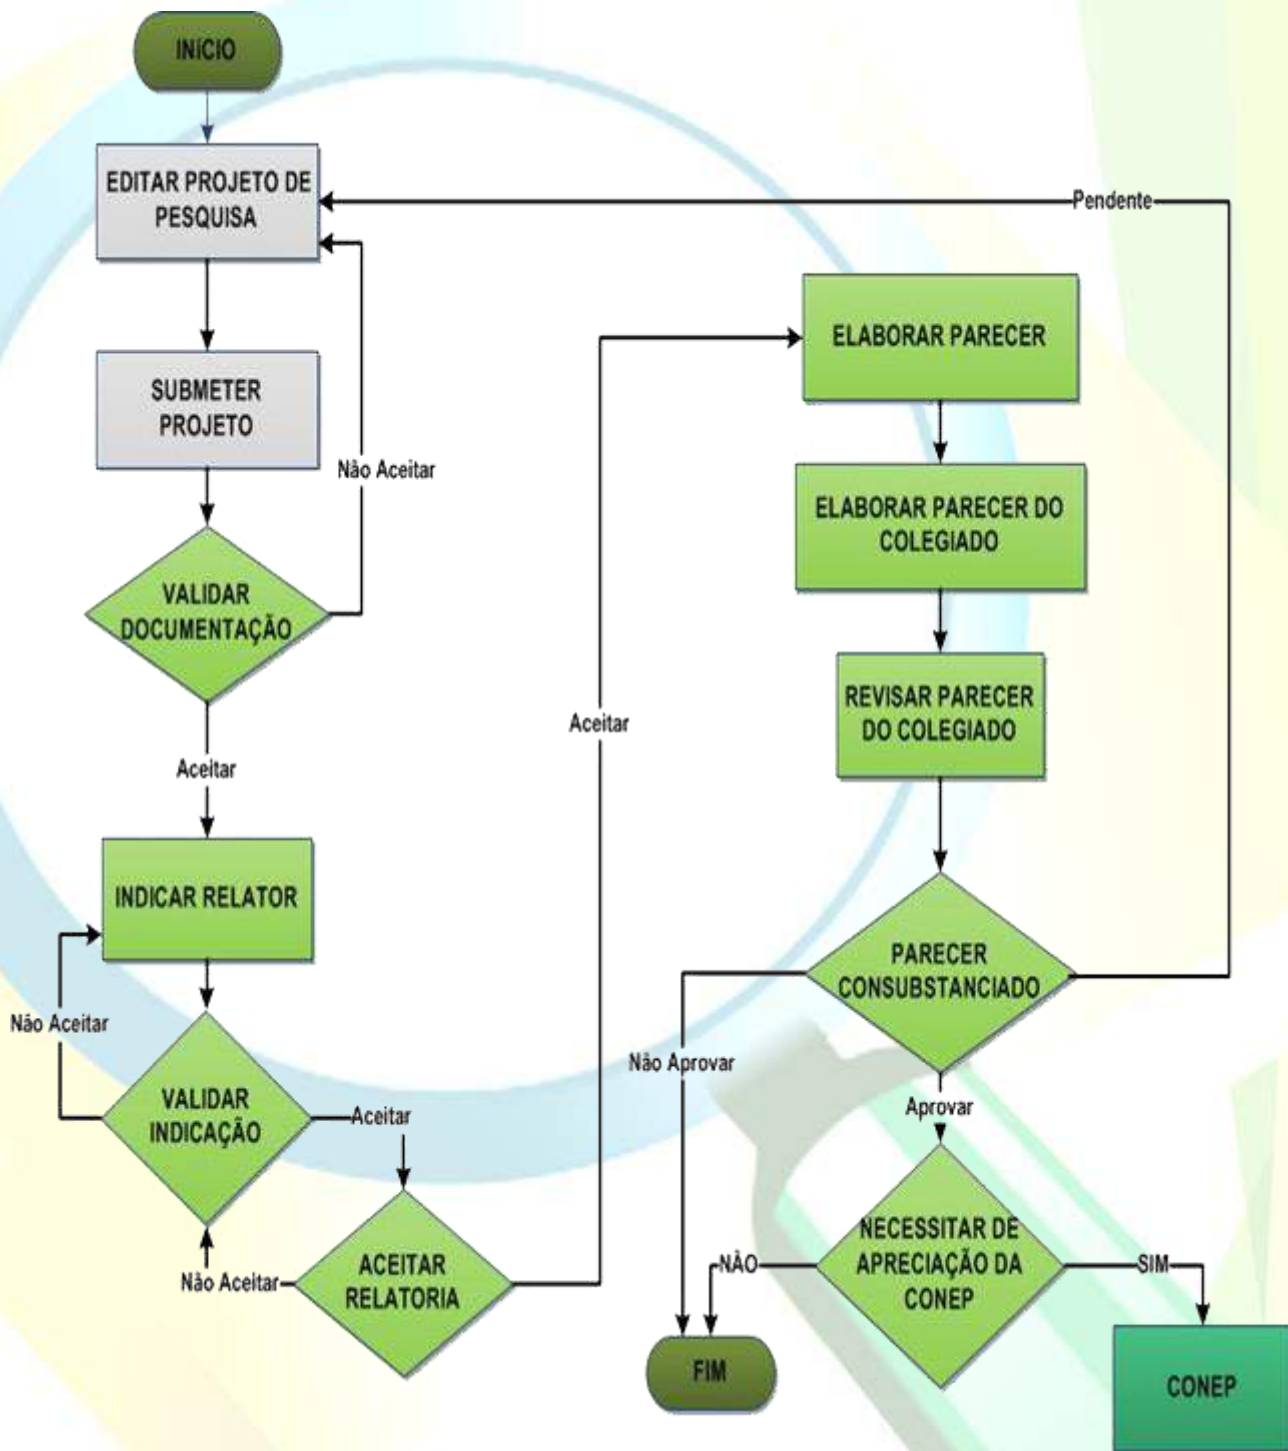 INÍCIO
EDITAR PROJETO DE
PESQUISA
Pendente
SUBMETER
PROJETO
Não Aceitar
VALIDAR
DOCUMENTAÇÃO
Aceitar
INDICAR RELATOR
Não Aceitar
VALIDAR
INDICAÇÃO
Aceitar
Não Aceitar
ACEITAR
RELATORIA
Aceitar
ELABORAR PARECER
ELABORAR PARECER DO
COLEGIADO
REVISAR PARECER
DO COLEGIADO
PARECER
CONSUBSTANCIADO
Não Aprovar
Aprovar
NECESSITAR DE
APRECIAÇÃO DA
CONEP
NÃO
SIM
FIM
CONEP